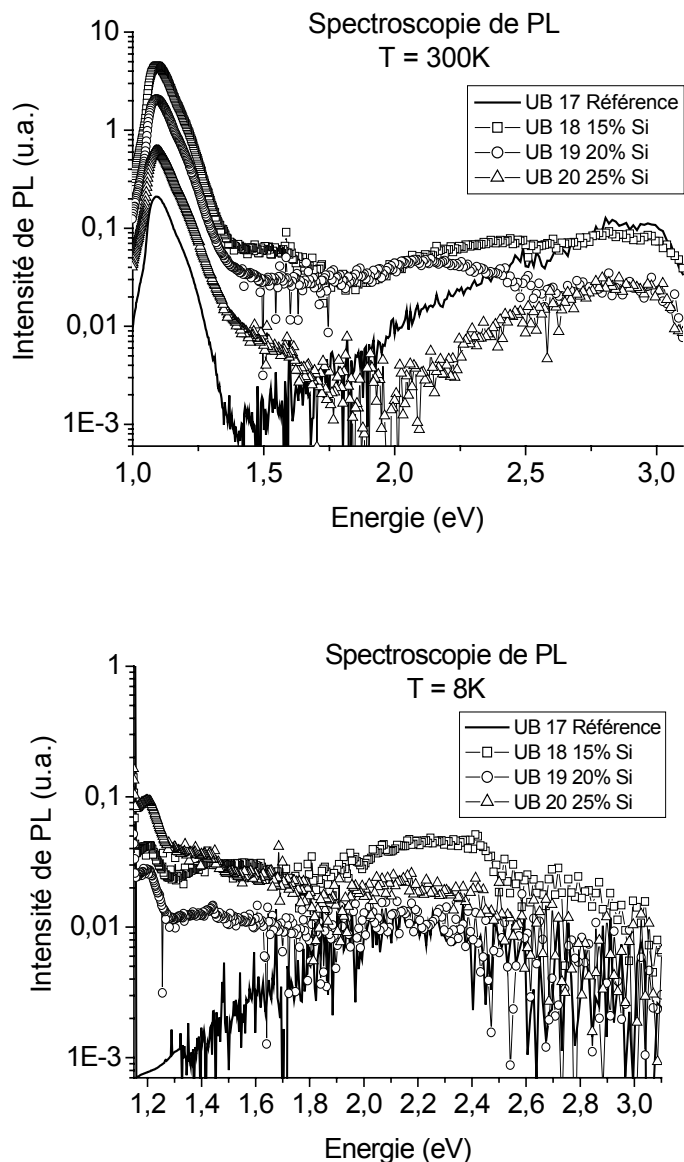 Spectroscopie de PL
T = 300K
UB 17 Référence
UB 18 15% Si
UB 19 20% Si
UB 20 25% Si
Intensité de PL (u.a.)
10
1
0,1
0,01
1E-3
1,0 1,5 2,0 2,5 3,0
Energie (eV)
Spectroscopie de PL
T = 8K
UB 17 Référence
UB 18 15% Si
UB 19 20% Si
UB 20 25% Si
Intensité de PL (u.a.)
1
0,1
0,01
1E-3
1,2 1,4 1,6 1,8 2,0 2,2 2,4 2,6 2,8 3,0
Energie (eV)